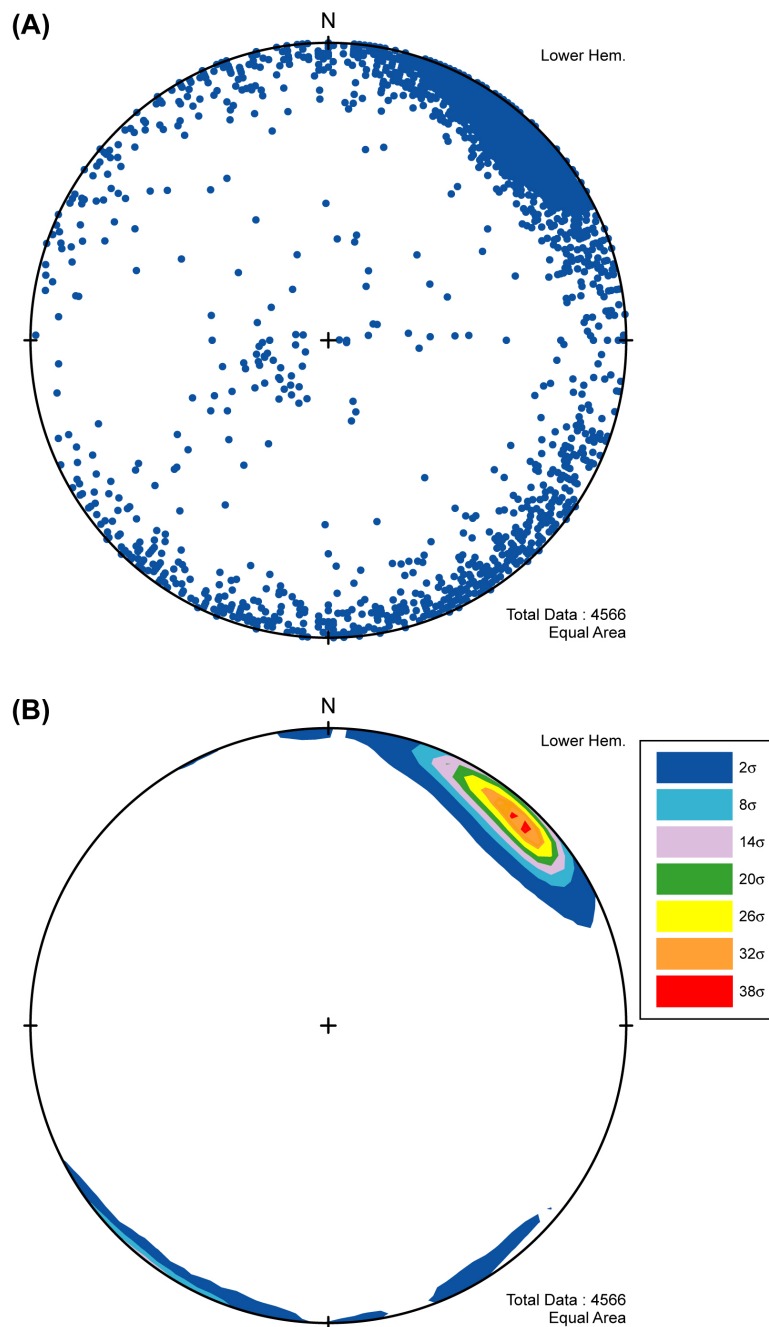 (A)
N
Lower Hem.
Total Data : 4566
Equal Area
(B)
N
Lower Hem.
2σ
8σ
14σ
20σ
26σ
32σ
38σ
Total Data : 4566
Equal Area